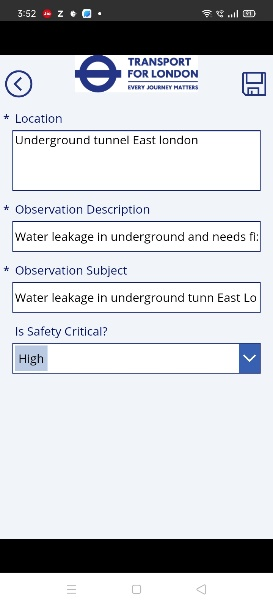 3:52
TRANSPORT
FOR LONDON
EVERY JOURNEY MATTERS
* Location
Underground tunnel East london
* Observation Description
Water leakage in underground and needs fi
* Observation Subject
Water leakage in underground tunn East Lo
Is Safety Critical?
High